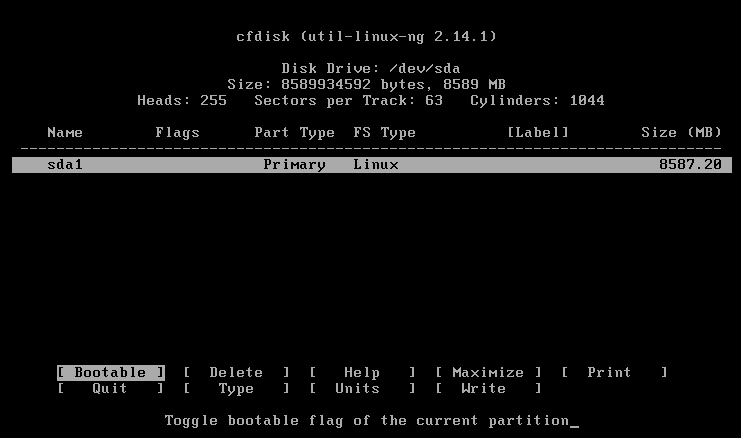 cfdisk (util-linux-ng 2.14.1)
Disk Drive: /dev/sda
Size: 8589934592 bytes, 8589 MB
Heads: 255   Sectors per Track: 63   Cylinders: 1044
Name        Flags      Part Type  FS Type          [Label]        Size (MB)
------------------------------------------------------------------------------
sda1                    Primary   Linux                             8587.20
[ Bootable ]  [  Delete  ]  [   Help   ]  [ Maximize ]  [  Print   ]
[   Quit   ]  [   Type   ]  [  Units   ]  [  Write   ]
Toggle bootable flag of the current partition_